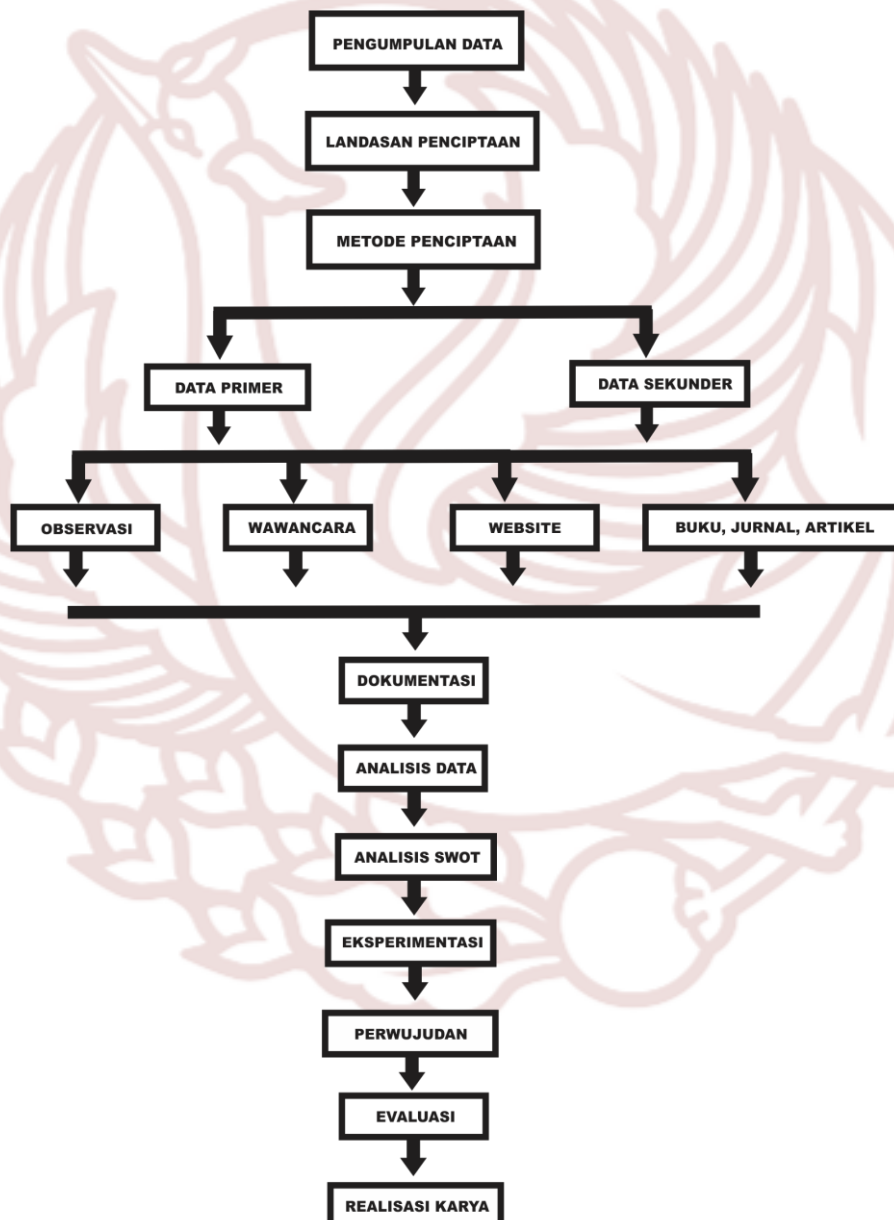 PENGUMPULAN DATA
LANDASAN PENCIPTAAN
METODE PENCIPTAAN
DATA PRIMER
DATA SEKUNDER
OBSERVASI
WAWANCARA
WEBSITE
BUKU, JURNAL, ARTIKEL
DOKUMENTASI
ANALISIS DATA
ANALISIS SWOT
EKSPERIMENTASI
PERWUJUDAN
EVALUASI
REALISASI KARYA